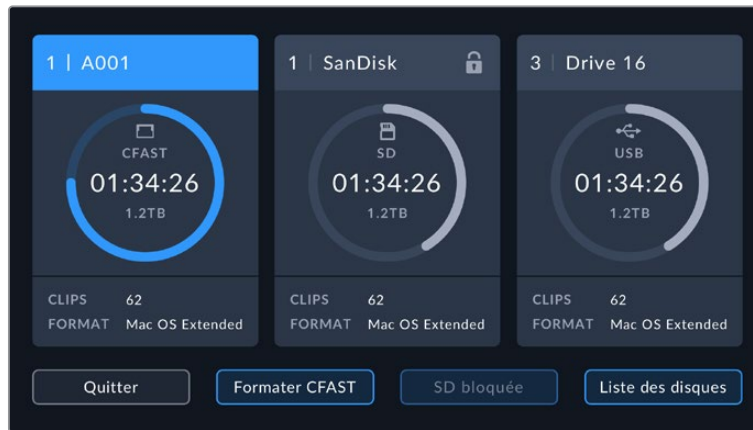 1 | A001
CFAST
01:34:26
1.2TB
CLIPS 62
FORMAT Mac OS Extended
1 | SanDisk
SD
01:34:26
1.2TB
CLIPS 62
FORMAT Mac OS Extended
3 | Drive 16
USB
01:34:26
1.2TB
CLIPS 62
FORMAT Mac OS Extended
Quitter
Formater CFAST
SD bloquée
Liste des disques